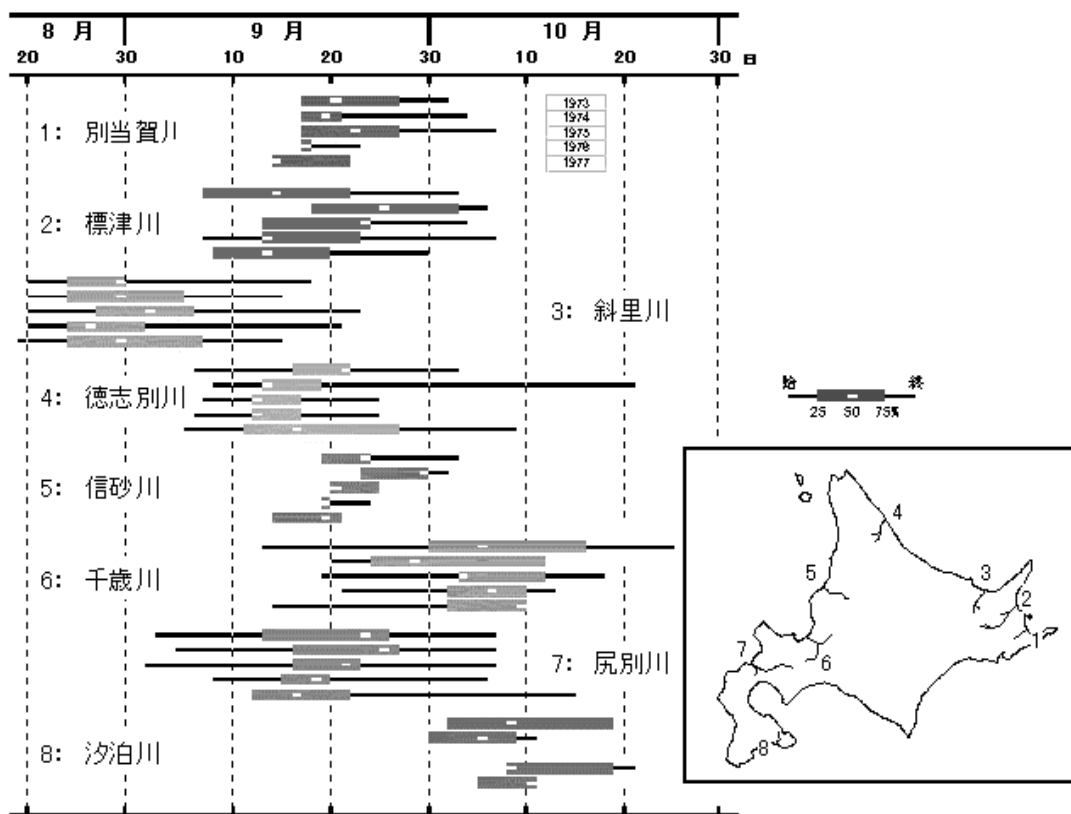 8 月 9 月 10 月
20 30 10 20 30 10 20 30 日
1973
1974
1975
1976
1977
1: 別当賀川
2: 標津川
3: 斜里川
4: 徳志別川
5: 信砂川
6: 千歳川
7: 尻別川
8: 汐泊川
始 終
25 50 75%
4
3
5
2
1
7
6
8